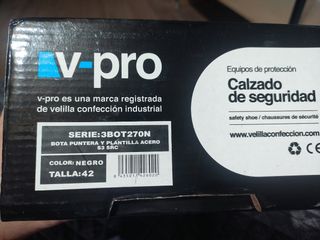 v-pro
v-pro es una marca registrada
de velilla confección industrial
SERIE:3BOT270N
BOTA PUNTERA Y PLANTILLA ACERO
S3 SRC
COLOR: NEGRO
TALLA:42
Equipos de protección
Calzado
de seguridad
safety shoe / chaussures de sécurité
www.velillaconfeccion.com
CE